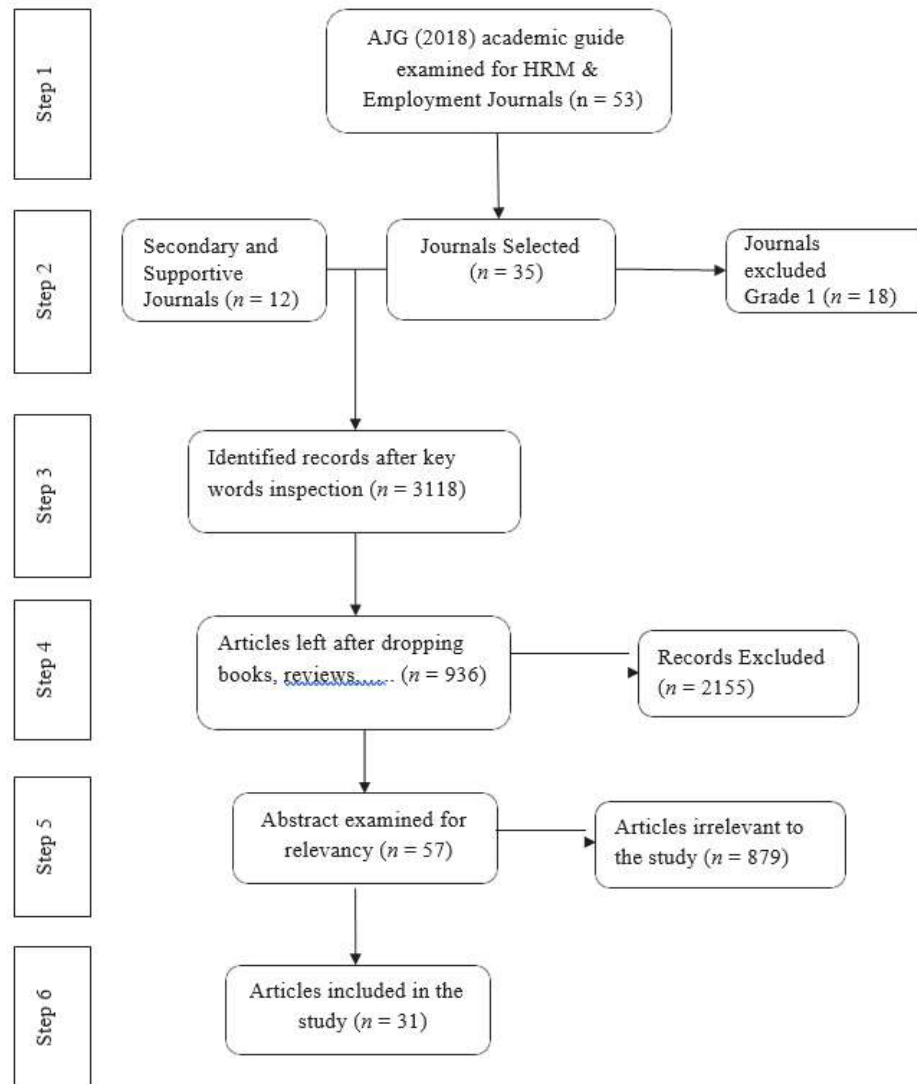 Step 1
AJG (2018) academic guide
examined for HRM &
Employment Journals (n = 53)
Step 2
Secondary and
Supportive
Journals (n = 12)
Journals Selected
(n = 35)
Journals
excluded
Grade 1 (n = 18)
Step 3
Identified records after key
words inspection (n = 3118)
Step 4
Articles left after dropping
books, reviews,….. (n = 936)
Records Excluded
(n = 2155)
Step 5
Abstract examined for
relevancy (n = 57)
Articles irrelevant to
the study (n = 879)
Step 6
Articles included in the
study (n = 31)